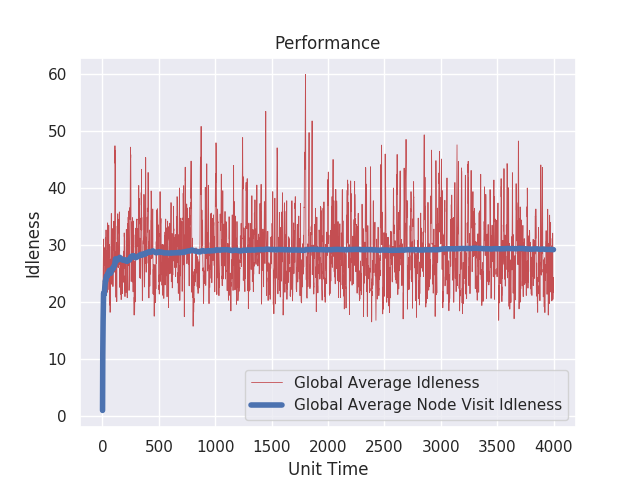 Performance
60
50
40
30
20
10
0
Idleness
Global Average Idleness
Global Average Node Visit Idleness
0 500 1000 1500 2000 2500 3000 3500 4000
Unit Time